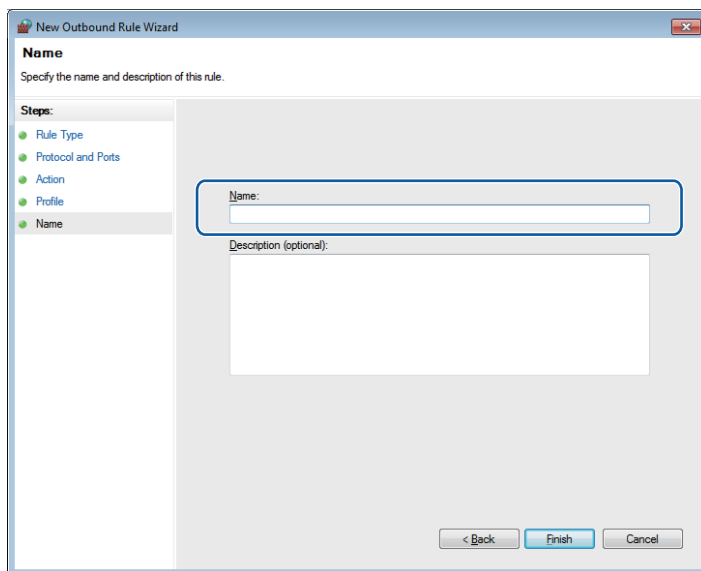 New Outbound Rule Wizard
Name
Specify the name and description of this rule.
Steps:
Rule Type
Protocol and Ports
Action
Profile
Name
Name:
Description (optional):
< Back
Finish
Cancel